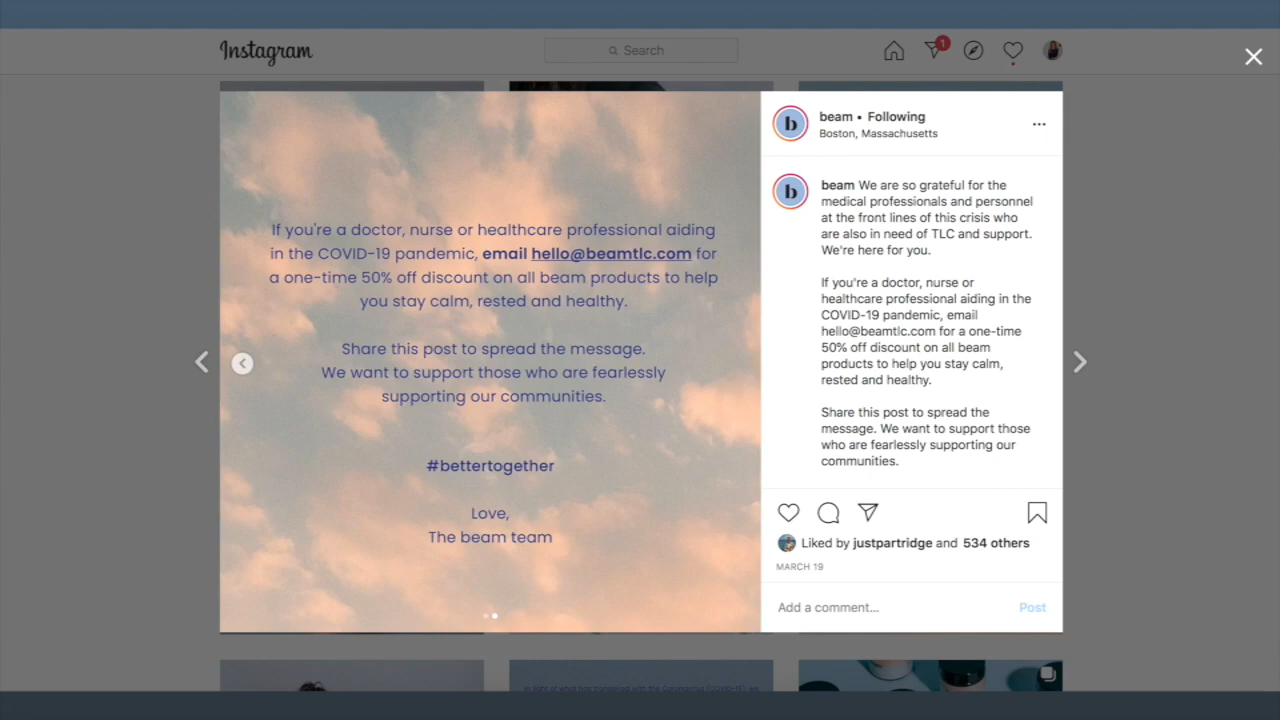 Instagram
Search
1
If you're a doctor, nurse or healthcare professional aiding
in the COVID-19 pandemic, email hello@beamtlc.com for
a one-time 50% off discount on all beam products to help
you stay calm, rested and healthy.
Share this post to spread the message.
We want to support those who are fearlessly
supporting our communities.
#bettertogether
Love,
The beam team
b
beam • Following
Boston, Massachusetts
b
beam We are so grateful for the
medical professionals and personnel
at the front lines of this crisis who
are also in need of TLC and support.
We're here for you.
If you're a doctor, nurse or
healthcare professional aiding in the
COVID-19 pandemic, email
hello@beamtlc.com for a one-time
50% off discount on all beam
products to help you stay calm,
rested and healthy.
Share this post to spread the
message. We want to support those
who are fearlessly supporting our
communities.
Liked by justpartridge and 534 others
MARCH 19
Add a comment...
Post